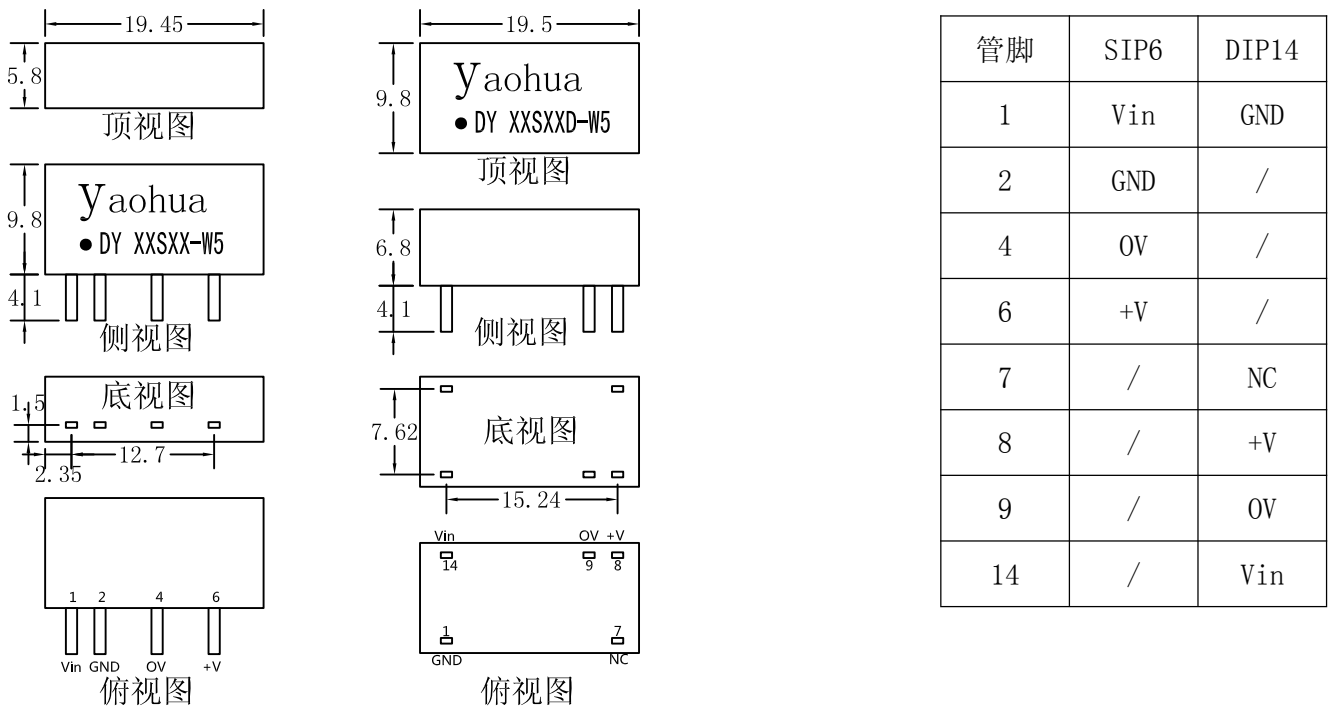 19.45
5.8
顶视图
9.8
yaohua
DY XXSXX-W5
4.1
侧视图
底视图
1.5
12.7
2.35
1 2 4 6
Vin GND OV +V
俯视图
19.5
9.8
yaohua
DY XXSXXD-W5
顶视图
6.8
4.1
侧视图
7.62
底视图
15.24
Vin OV +V
14 9 8
1 7
GND NC
俯视图
管脚 SIP6 DIP14
1 Vin GND
2 GND /
4 OV /
6 +V /
7 / NC
8 / +V
9 / OV
14 / Vin